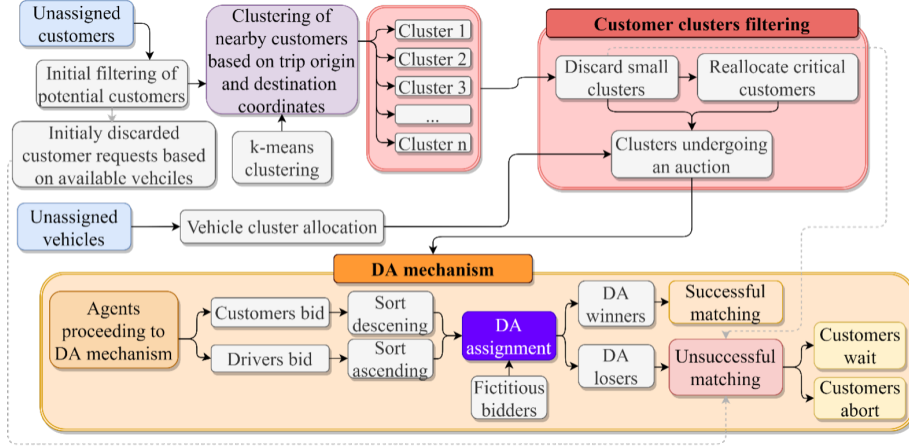 Unassigned
customers
Initial filtering of
potential customers
Initialy discarded
customer requests based
on available vehciles
Clustering of
nearby customers
based on trip origin
and destination
coordinates
k-means
clustering
Cluster 1
Cluster 2
Cluster 3
...
Cluster n
Customer clusters filtering
Discard small
clusters
Reallocate critical
customers
Clusters undergoing
an auction
Unassigned
vehicles
Vehicle cluster allocation
DA mechanism
Agents
proceeding to
DA mechanism
Customers bid
Drivers bid
Sort
descening
Sort
ascending
DA
assignment
Fictitious
bidders
DA
winners
DA
losers
Successful
matching
Unsuccessful
matching
Customers
wait
Customers
abort